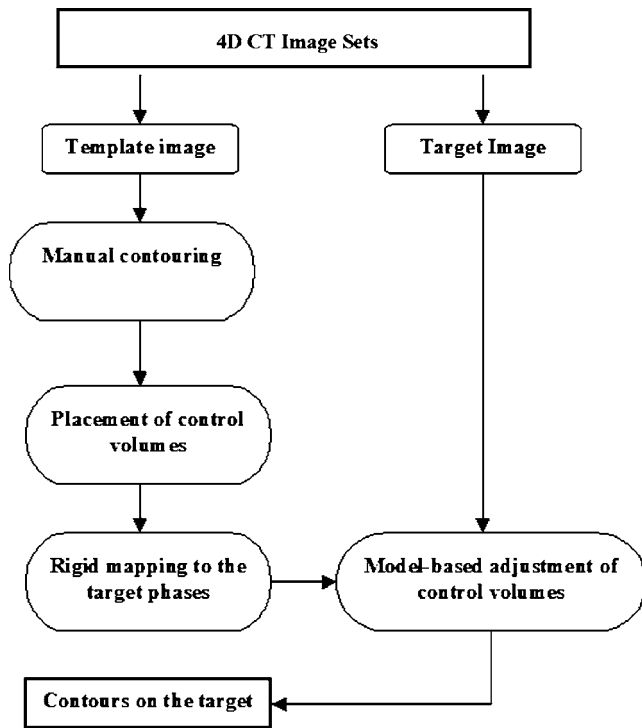 4D CT Image Sets
Template image
Target Image
Manual contouring
Placement of control
volumes
Rigid mapping to the
target phases
Model-based adjustment of
control volumes
Contours on the target